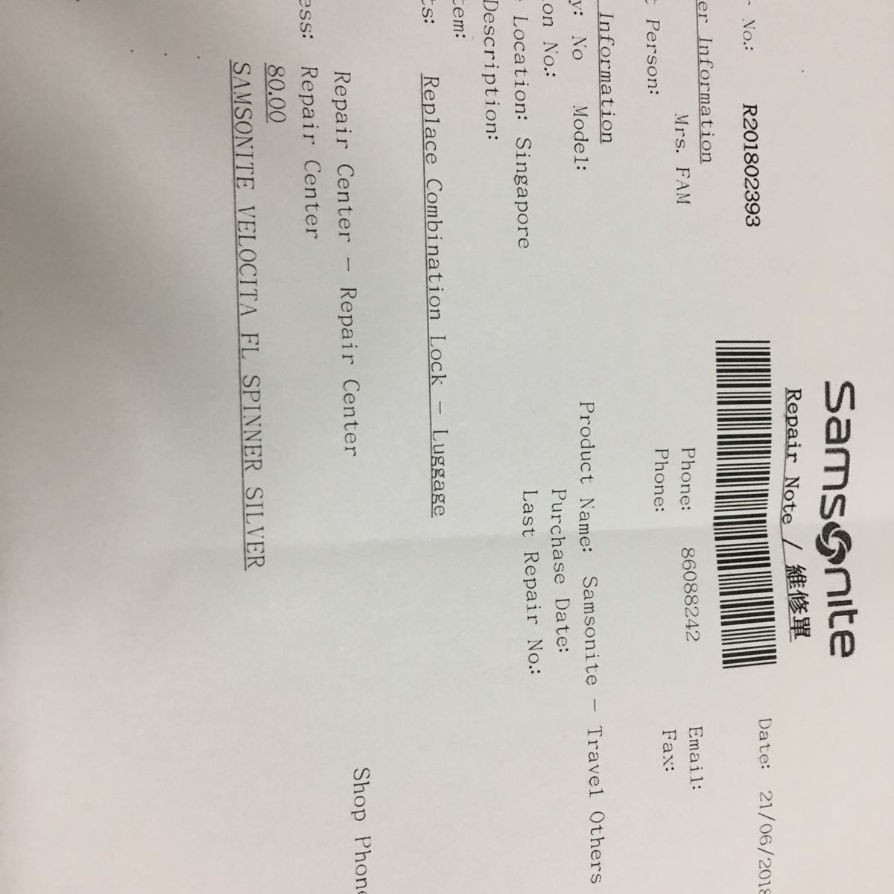 Samsonite
Repair Note / 維修單
No.: R201802393 Date: 21/06/2018
er Information
Mrs. FAM Phone: 86088242 Email:
t Person: Phone: Fax:
Information
y: No Model: Product Name: Samsonite - Travel Others
on No.: Purchase Date:
Location: Singapore Last Repair No.:
Description:
tem:
ts: Replace Combination Lock - Luggage
Repair Center - Repair Center Shop Phone
ess: Repair Center
80.00
SAMSONITE VELOCITA FL SPINNER SILVER